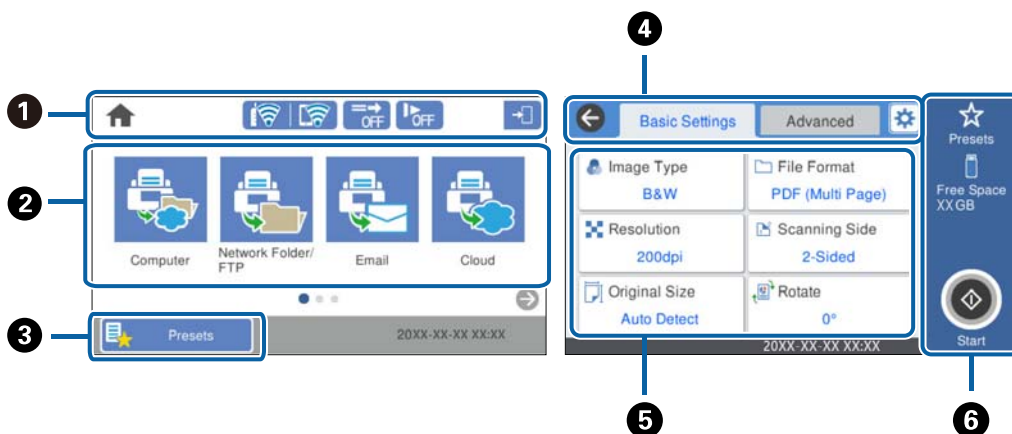 4
1
OFF
OFF
2
Computer
Network Folder/
FTP
Email
Cloud
3
Presets
20XX-XX-XX XX:XX
Basic Settings
Advanced
Image Type
B&W
File Format
PDF (Multi Page)
Resolution
200dpi
Scanning Side
2-Sided
Original Size
Auto Detect
Rotate
0°
20XX-XX-XX XX:XX
Presets
Free Space
XXGB
Start
5
6